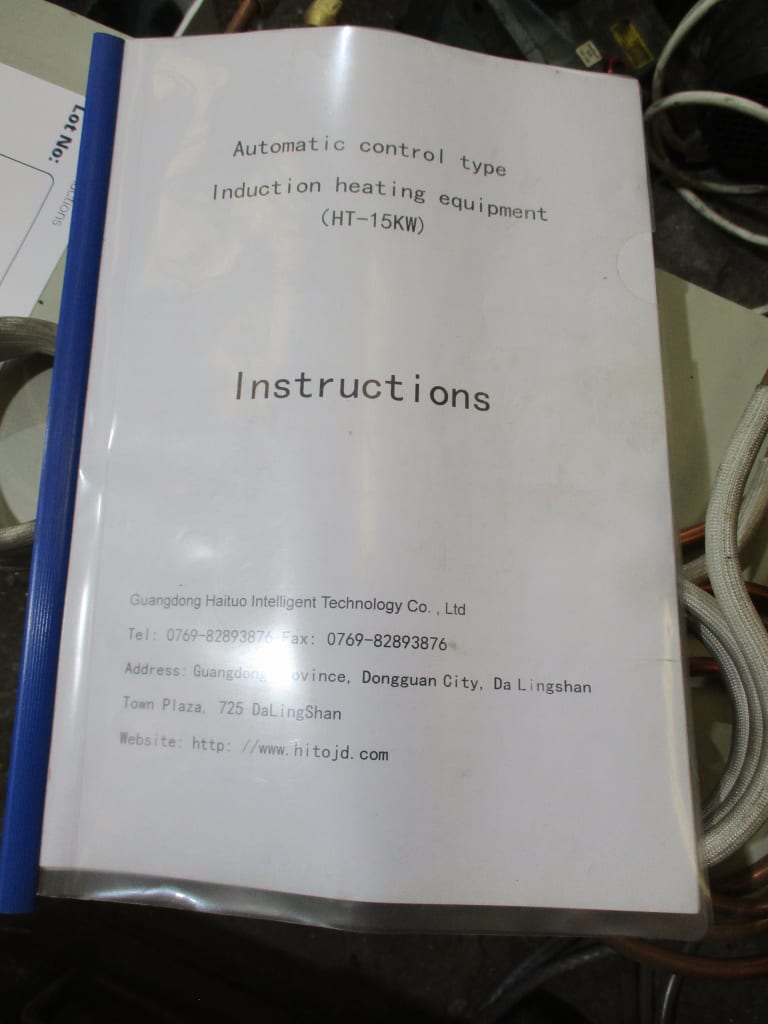 Automatic control type
Induction heating equipment
(HT-15KW)
Instructions
Guangdong Haituo Intelligent Technology Co. , Ltd
Tel: 0769-82893876 Fax: 0769-82893876
Address: Guangdong Province, Dongguan City, Da Lingshan
Town Plaza, 725 DaLingShan
Website: http: //www.hitojd.com
Lot No: